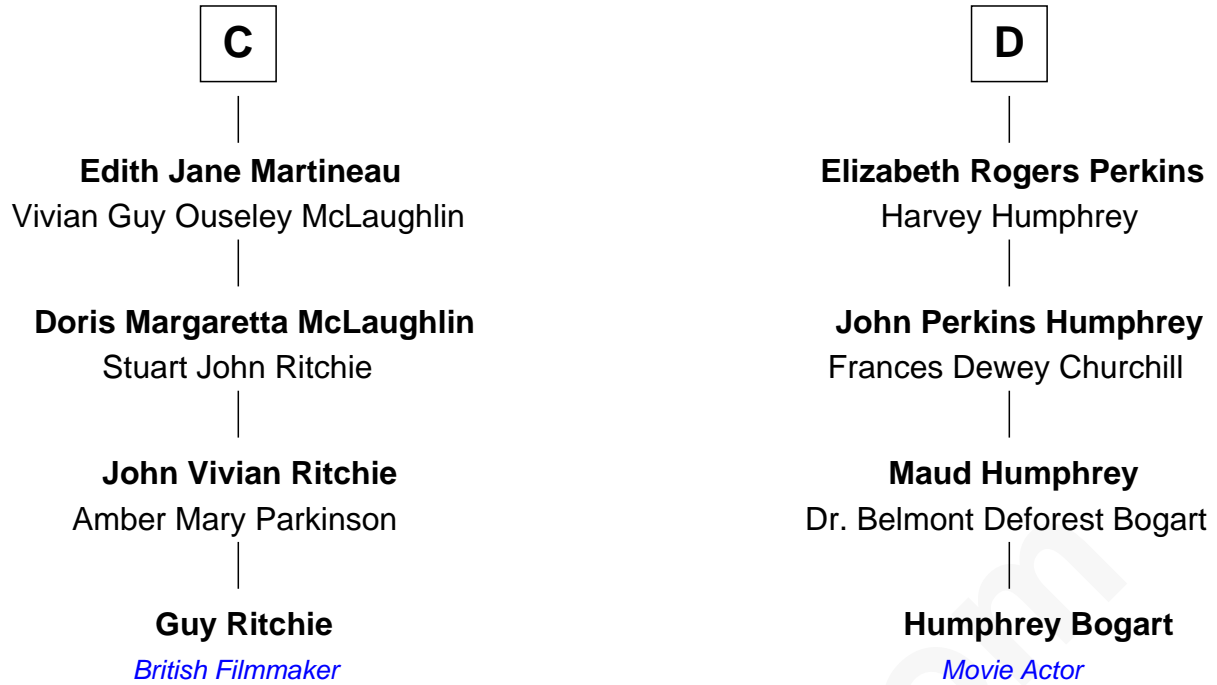 C
Edith Jane Martineau
Vivian Guy Ouseley McLaughlin
Doris Margaretta McLaughlin
Stuart John Ritchie
John Vivian Ritchie
Amber Mary Parkinson
Guy Ritchie
British Filmmaker
D
Elizabeth Rogers Perkins
Harvey Humphrey
John Perkins Humphrey
Frances Dewey Churchill
Maud Humphrey
Dr. Belmont Deforest Bogart
Humphrey Bogart
Movie Actor